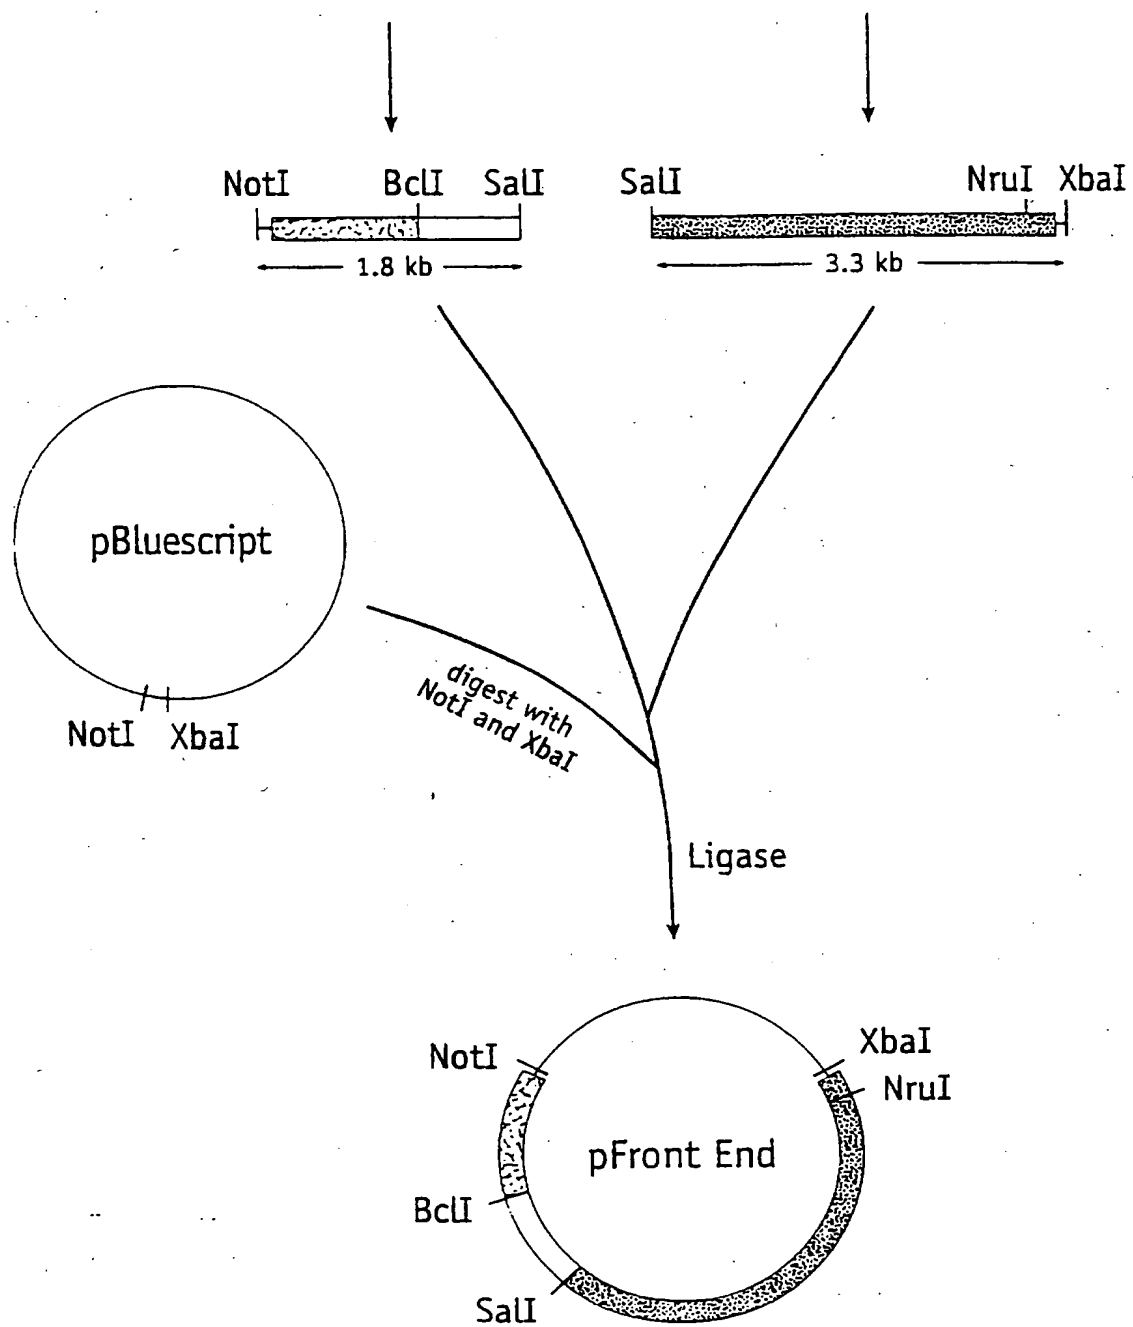 NotI BclI SalI SalI NruI XbaI
1.8 kb 3.3 kb
pBluescript
NotI XbaI
digest with
NotI and XbaI
Ligase
NotI
XbaI
NruI
pFront End
BclI
SalI